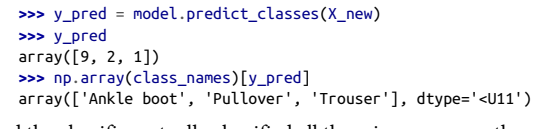 >>> y_pred = model.predict_classes(X_new)
>>> y_pred
array([9, 2, 1])
>>> np.array(class_names)[y_pred]
array(['Ankle boot', 'Pullover', 'Trouser'], dtype='<U11')